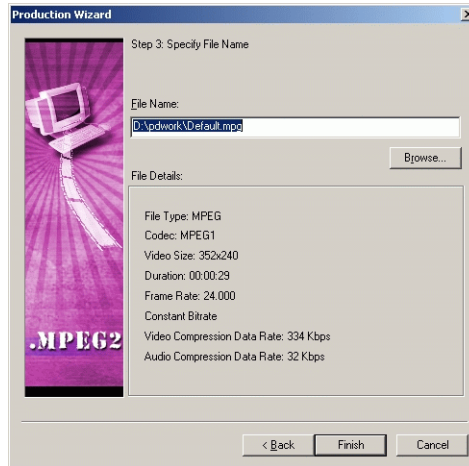 Production Wizard
Step 3: Specify File Name
File Name:
D:\pdwork\Default.mpg
Browse...
File Details:
File Type: MPEG
Codec: MPEG1
Video Size: 352x240
Duration: 00:00:29
Frame Rate: 24.000
Constant Bitrate
Video Compression Data Rate: 334 Kbps
Audio Compression Data Rate: 32 Kbps
.MPEG2
< Back
Finish
Cancel